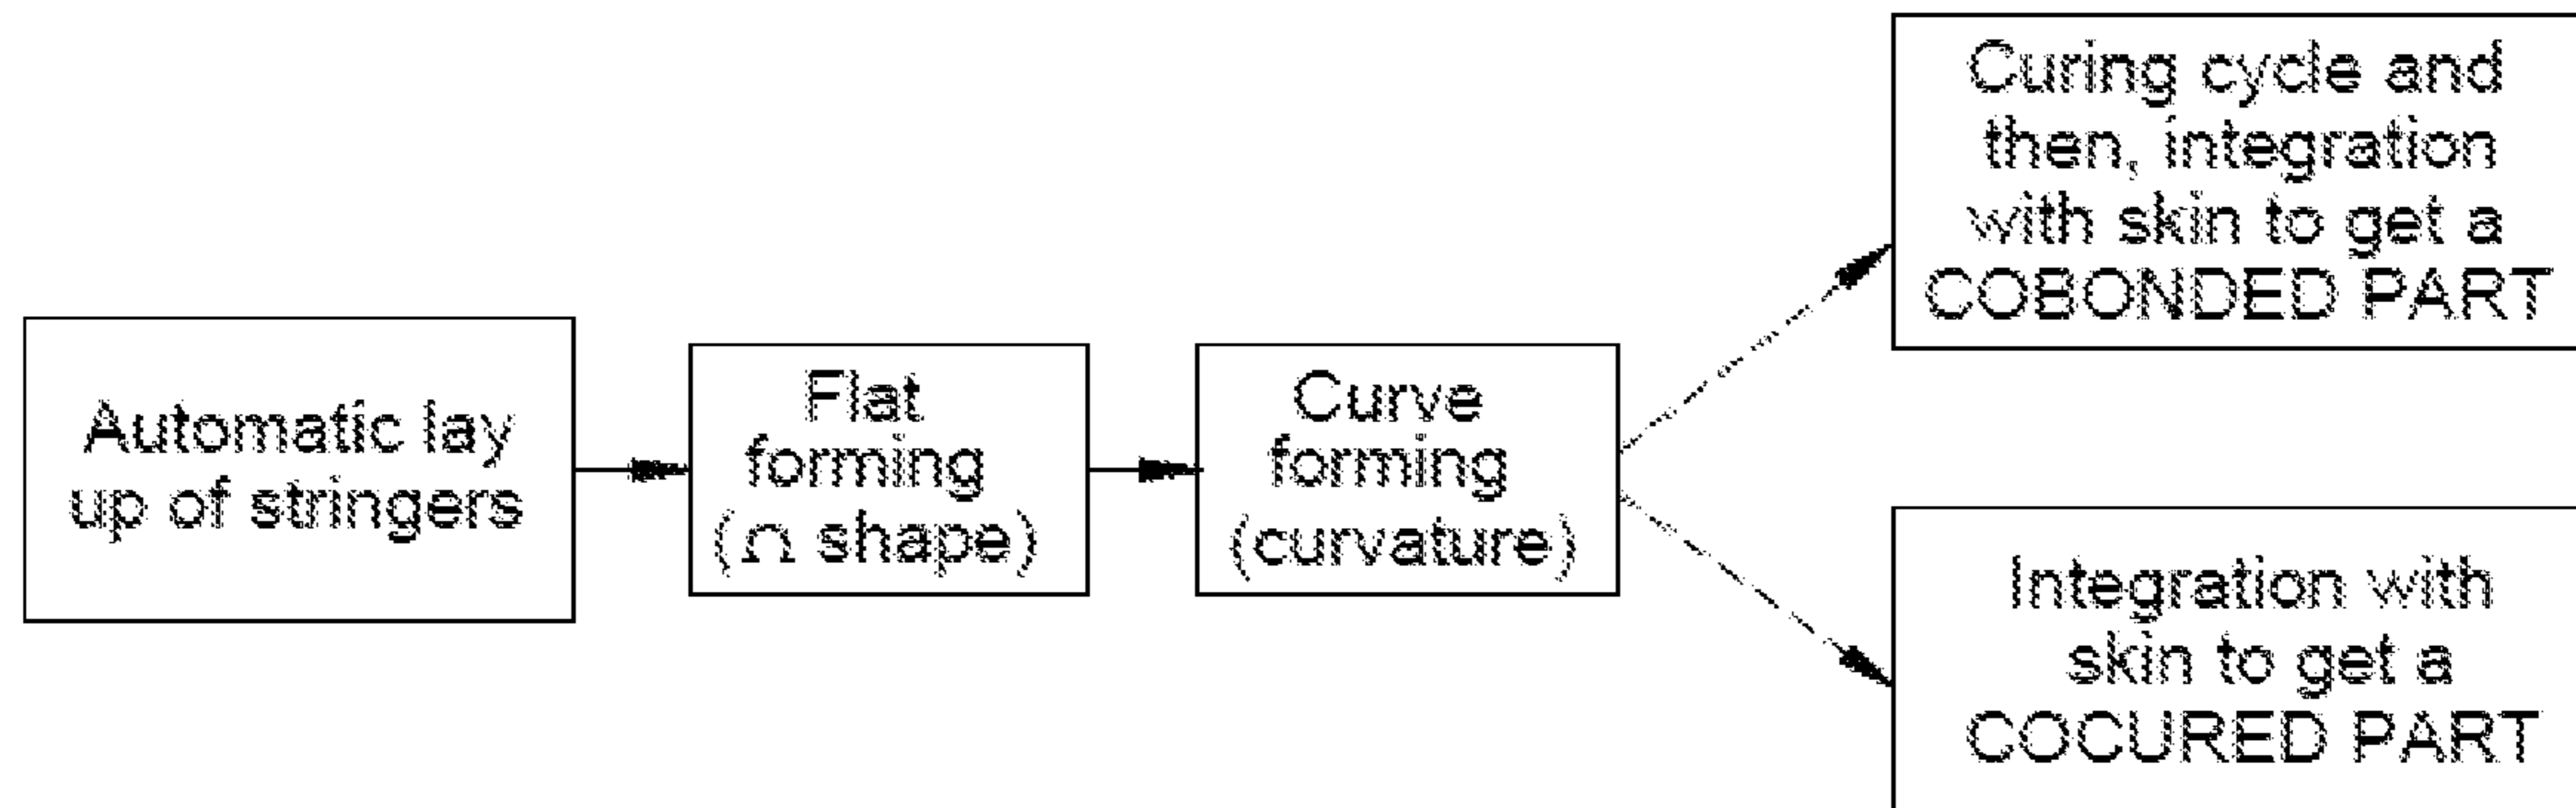 Automatic lay
up of stringers
Flat
forming
(∩ shape)
Curve
forming
(curvature)
Curing cycle and
then, integration
with skin to get a
COBONDED PART
Integration with
skin to get a
COCURED PART